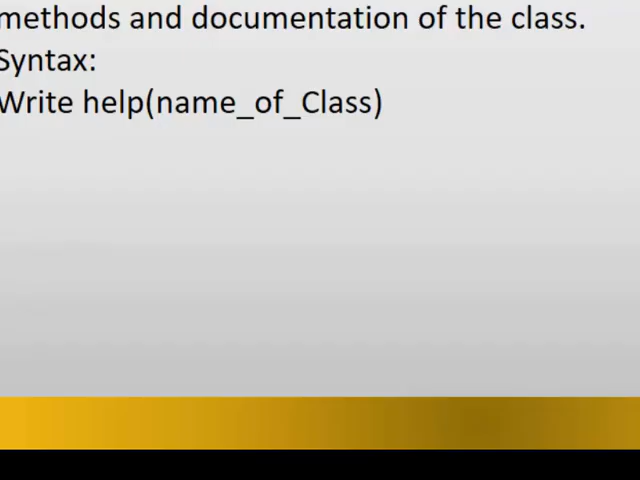 methods and documentation of the class.
Syntax:
Write help(name_of_Class)